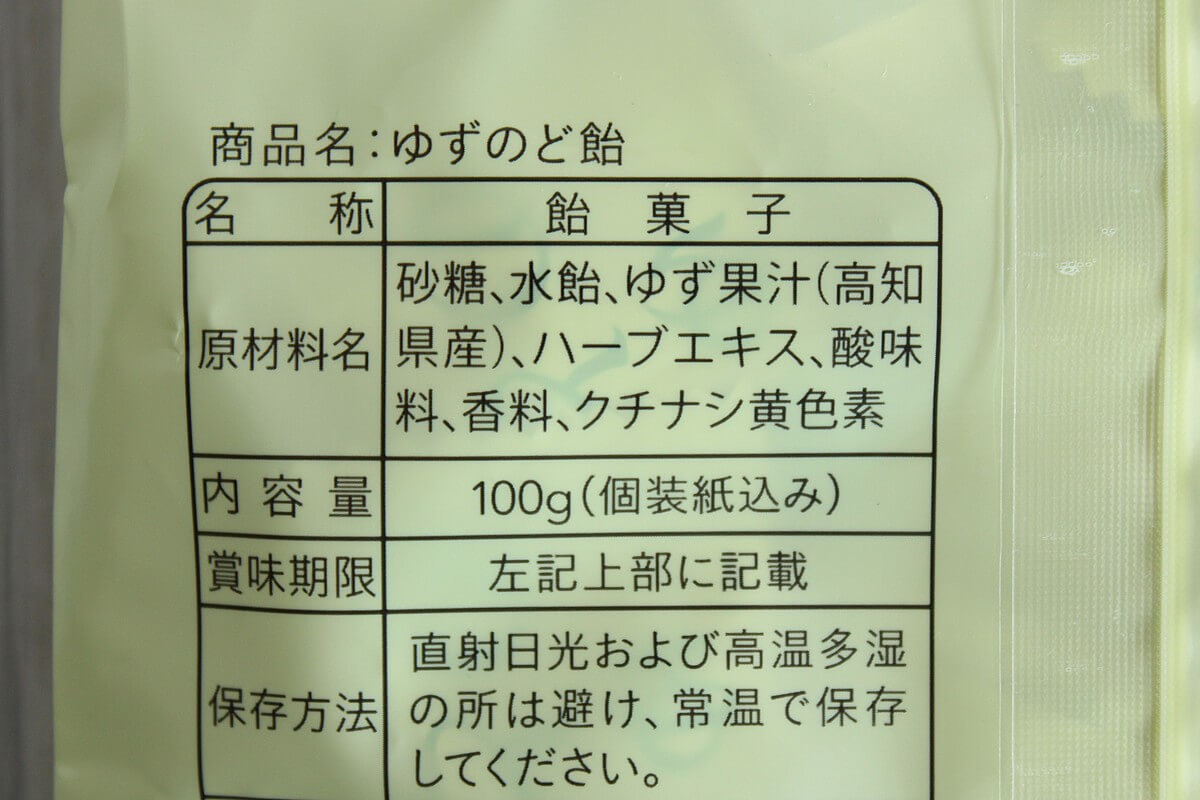 商品名：ゆずのど飴
名称 飴菓子
原材料名 砂糖、水飴、ゆず果汁（高知
県産）、ハーブエキス、酸味
料、香料、クチナシ黄色素
内容量 100g（個装紙込み）
賞味期限 左記上部に記載
保存方法 直射日光および高温多湿
の所は避け、常温で保存
してください。